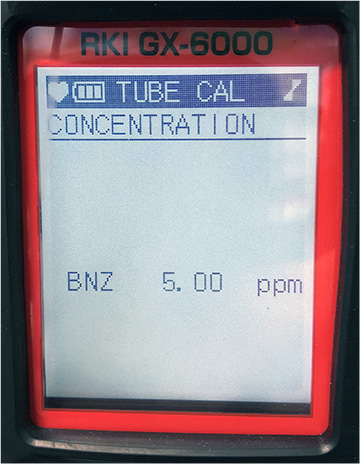 RKI GX-6000
TUBE CAL
CONCENTRATION
BNZ 5.00 ppm